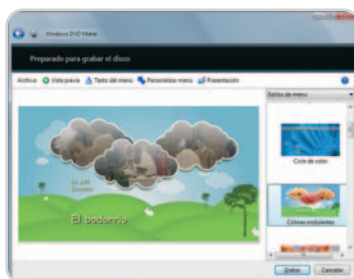 Windows DVD Maker
Preparado para grabar el disco
Archivo Vista previa Texto del menú Personalizar menú Presentación
Estilos de menú
Ciclo de color
El bodorrio
Colinas ondulantes
Grabar Cancelar